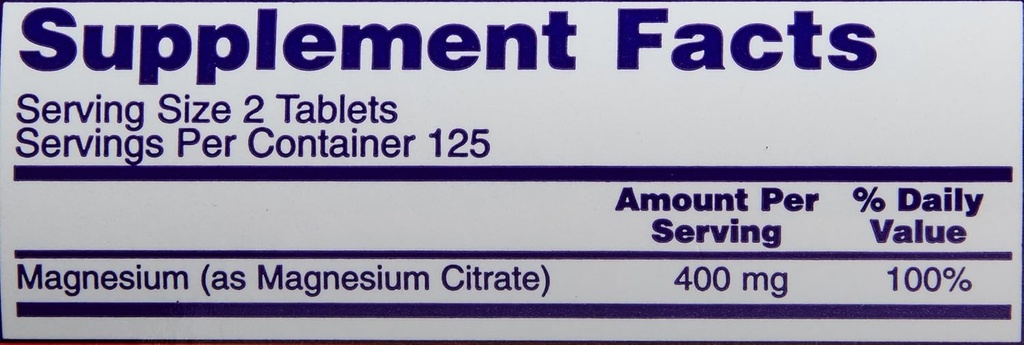 Supplement Facts
Serving Size 2 Tablets
Servings Per Container 125
Amount Per % Daily
Serving Value
Magnesium (as Magnesium Citrate) 400 mg 100%